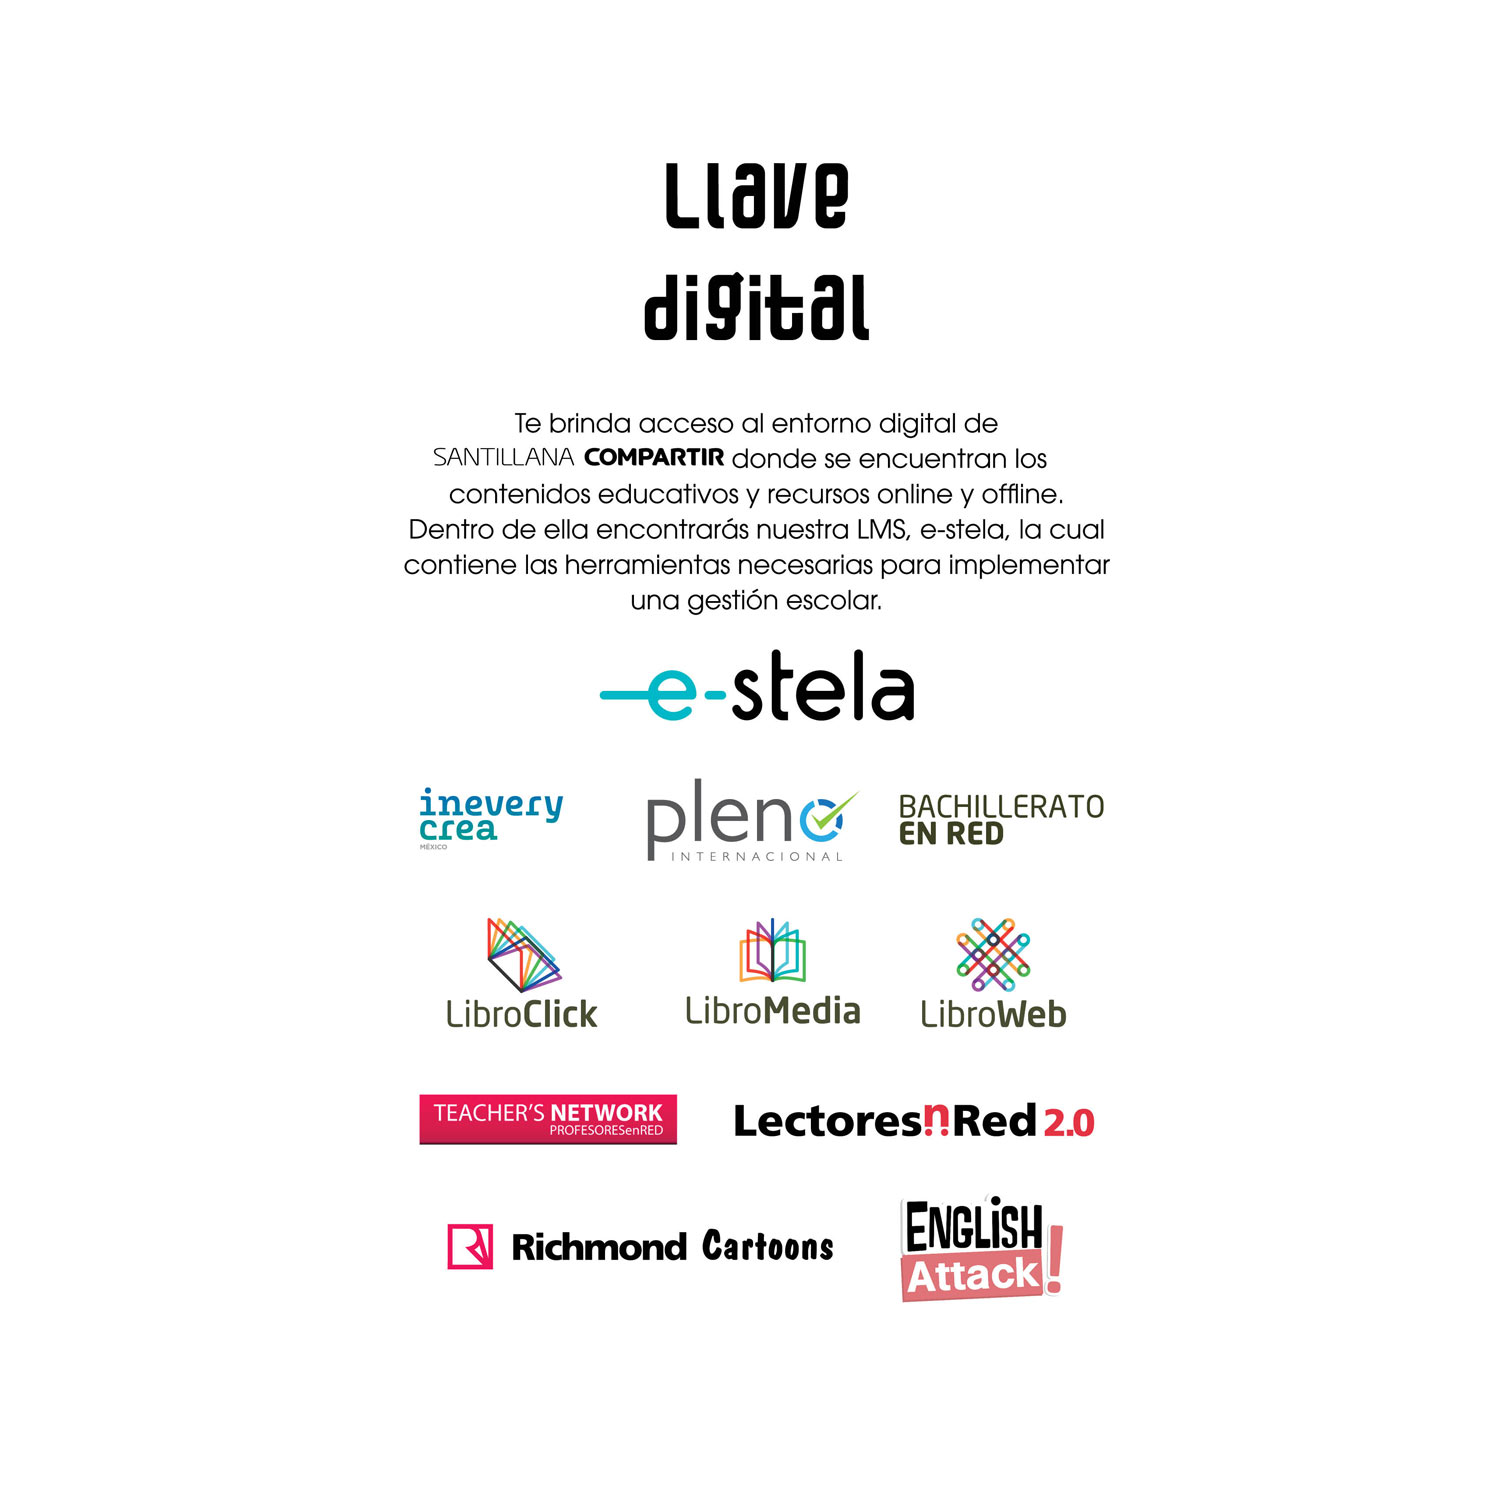 Llave
digital
Te brinda acceso al entorno digital de
SANTILLANA COMPARTIR donde se encuentran los
contenidos educativos y recursos online y offline.
Dentro de ella encontrarás nuestra LMS, e-stela, la cual
contiene las herramientas necesarias para implementar
una gestión escolar.
e-stela
inevery
crea
MÉXICO
pleno
INTERNACIONAL
BACHILLERATO
EN RED
LibroClick
LibroMedia
LibroWeb
TEACHER'S NETWORK
PROFESORESenRED
LectoresnRed 2.0
Richmond Cartoons
ENGLiSH
Attack!